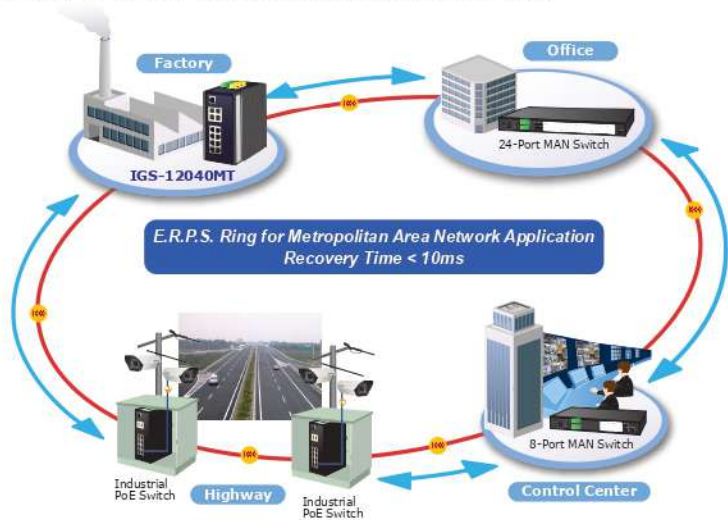 Factory
Office
IGS-12040MT
24-Port MAN Switch
E.R.P.S. Ring for Metropolitan Area Network Application
Recovery Time < 10ms
8-Port MAN Switch
Industrial
PoE Switch
Highway
Industrial
PoE Switch
Control Center